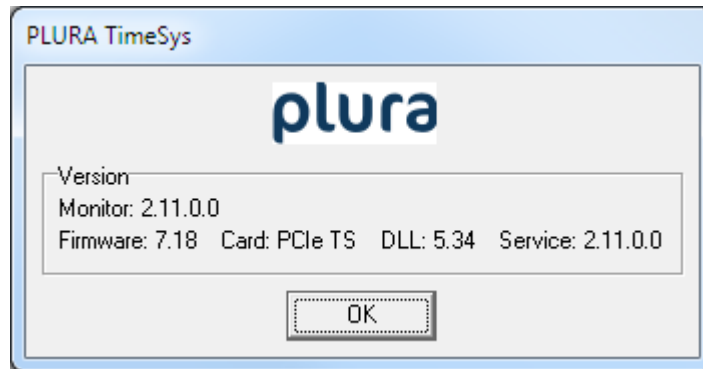 PLURA TimeSys
plura
Version
Monitor: 2.11.0.0
Firmware: 7.18 Card: PCIe TS DLL: 5.34 Service: 2.11.0.0
OK